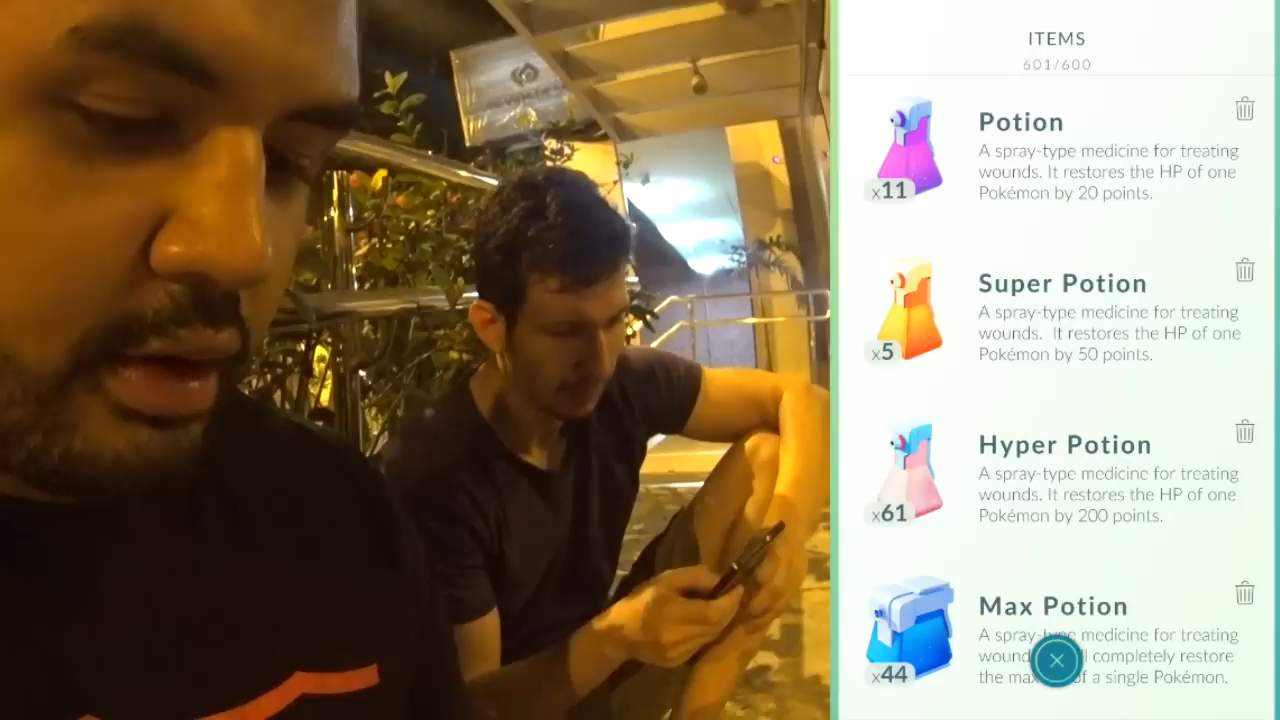 ITEMS
601/600
Potion
A spray-type medicine for treating
wounds. It restores the HP of one
Pokémon by 20 points.
x11
Super Potion
A spray-type medicine for treating
wounds. It restores the HP of one
Pokémon by 50 points.
x5
Hyper Potion
A spray-type medicine for treating
wounds. It restores the HP of one
Pokémon by 200 points.
x61
Max Potion
A spray-type medicine for treating
completely restore
the max of a single Pokémon.
x44